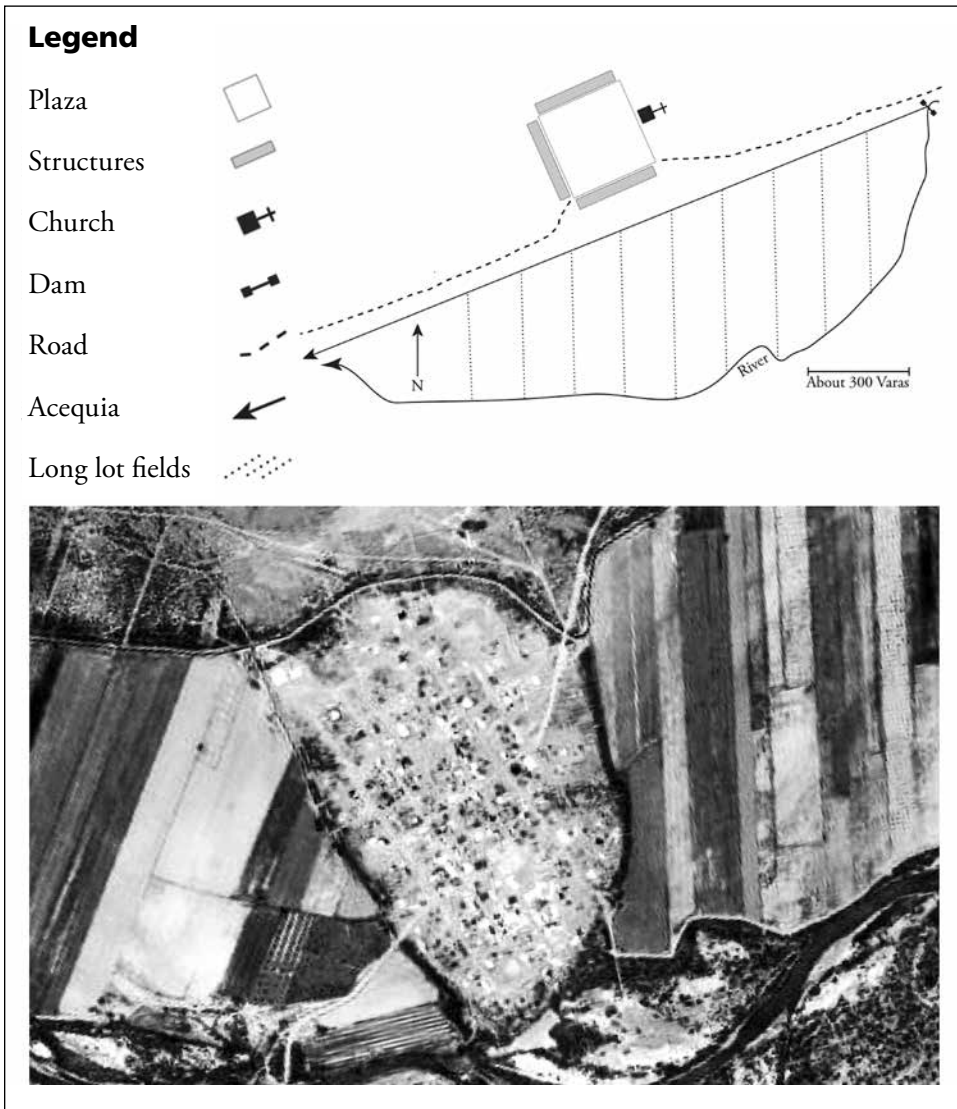 Legend
Plaza
Structures
Church
Dam
Road
Acequia
Long lot fields
N
River
About 300 Varas